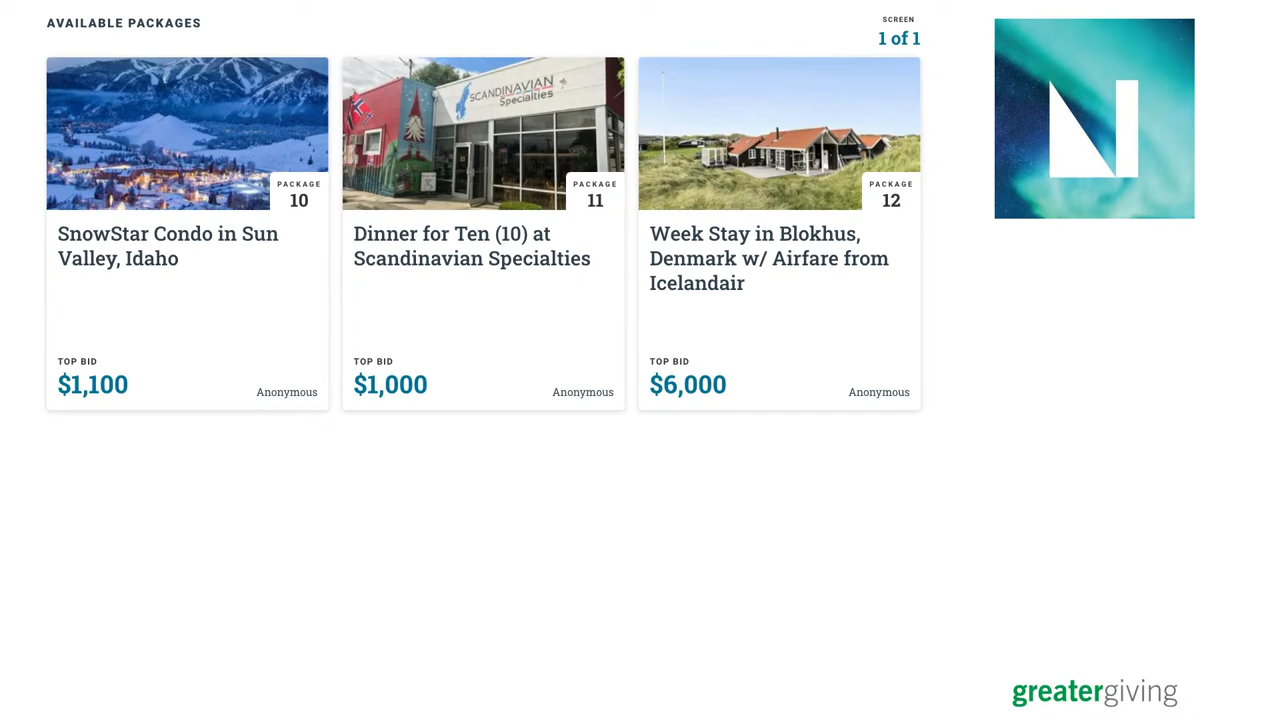 AVAILABLE PACKAGES
SCREEN
1 of 1
SCANDINAVIAN
Specialties
PACKAGE
10
PACKAGE
11
PACKAGE
12
SnowStar Condo in Sun
Valley, Idaho
Dinner for Ten (10) at
Scandinavian Specialties
Week Stay in Blokhus,
Denmark w/ Airfare from
Icelandair
TOP BID
$1,100
Anonymous
TOP BID
$1,000
Anonymous
TOP BID
$6,000
Anonymous
N
greatergiving